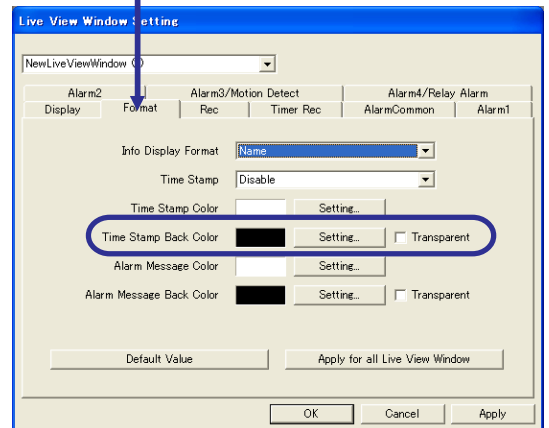 Live View Window Setting
NewLiveViewWindow
Alarm2 Alarm3/Motion Detect Alarm4/Relay Alarm
Display Format Rec Timer Rec AlarmCommon Alarm1
Info Display Format Name
Time Stamp Disable
Time Stamp Color Setting...
Time Stamp Back Color Setting... Transparent
Alarm Message Color Setting...
Alarm Message Back Color Setting... Transparent
Default Value Apply for all Live View Window
OK Cancel Apply